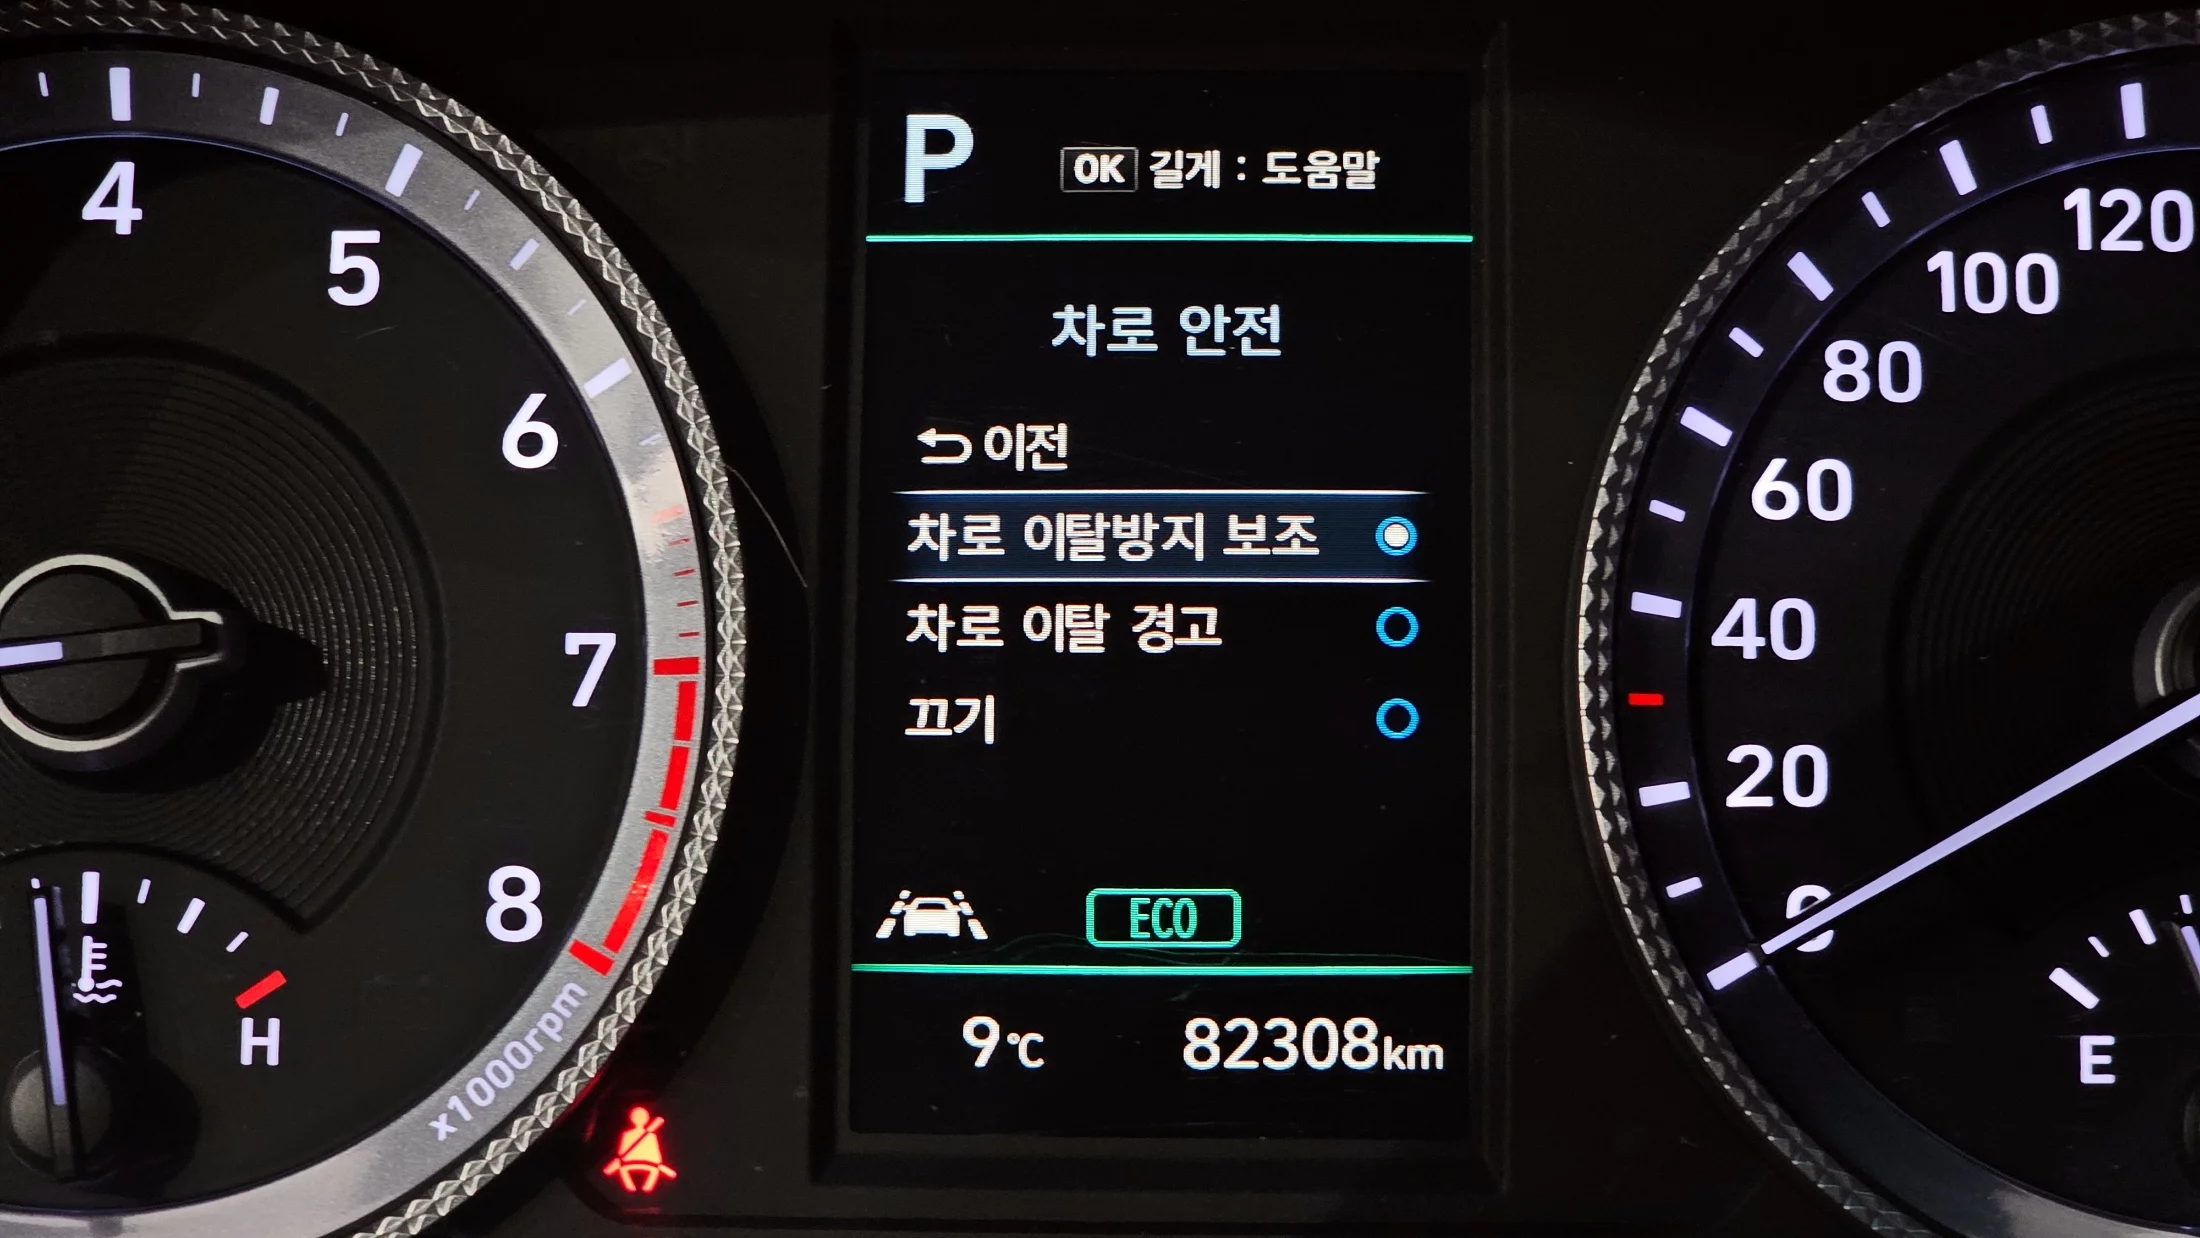 4
5
6
7
8
x1000rpm
H
P
OK 길게 : 도움말
차로 안전
이전
차로 이탈방지 보조
차로 이탈 경고
끄기
ECO
9℃ 82308km
120
100
80
60
40
20
0
E